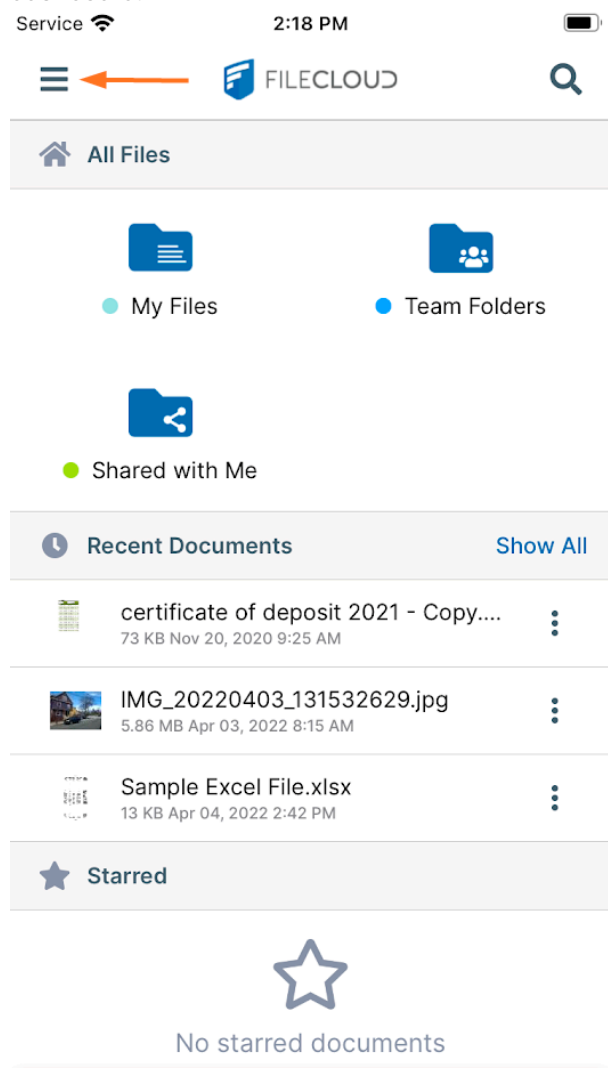 Service 2:18 PM
FILECLOUD
All Files
My Files
Team Folders
Shared with Me
Recent Documents Show All
certificate of deposit 2021 - Copy....
73 KB Nov 20, 2020 9:25 AM
IMG_20220403_131532629.jpg
5.86 MB Apr 03, 2022 8:15 AM
Sample Excel File.xlsx
13 KB Apr 04, 2022 2:42 PM
Starred
No starred documents